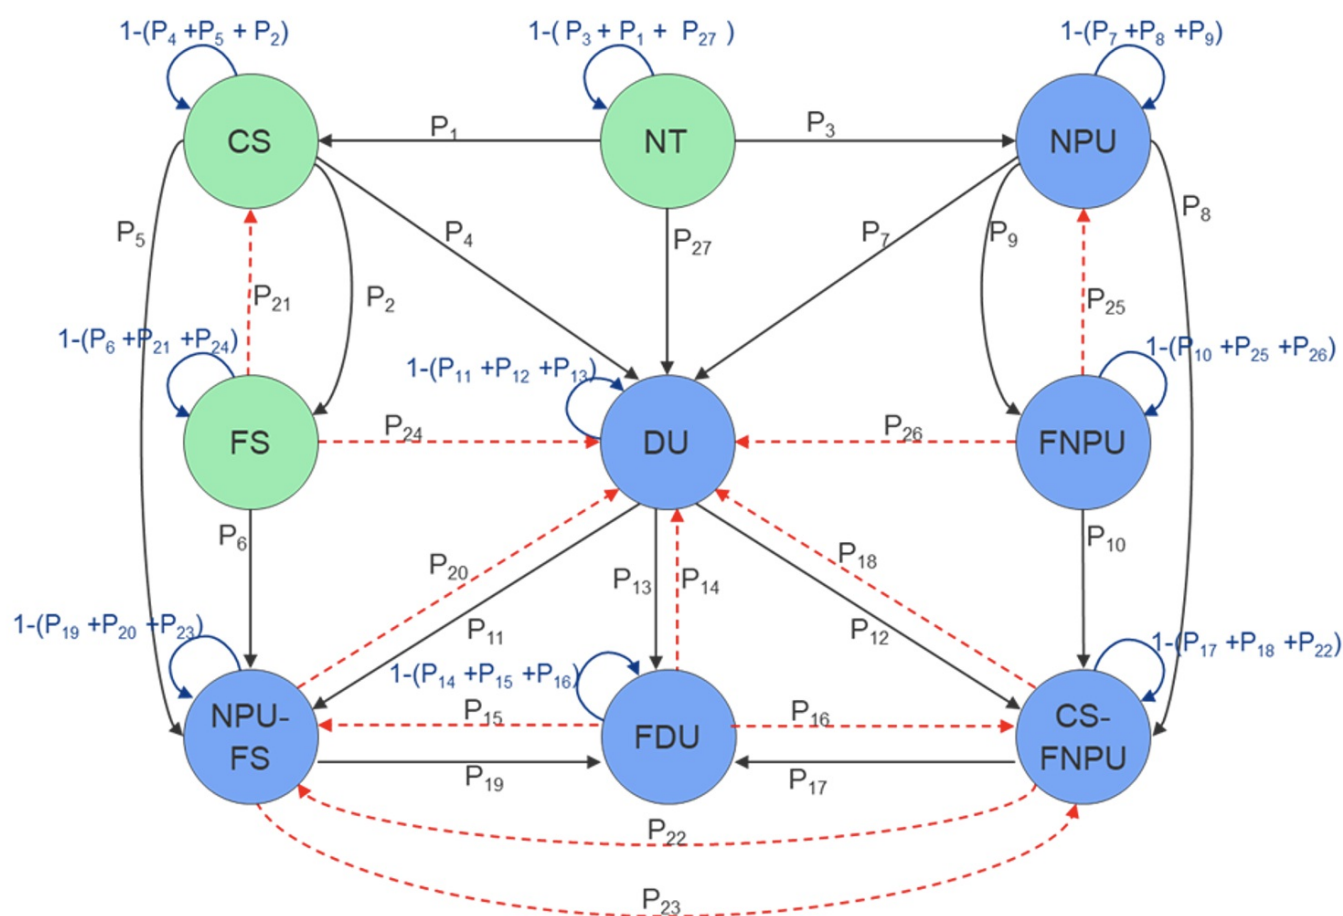 1-(P4 +P5 + P2)
1-( P3 + P1 + P27 )
1-(P7 +P8 +P9)
CS
P1
NT
P3
NPU
P5
P4
P27
P7
P9
P8
P21
P2
P25
1-(P6 +P21 +P24)
1-(P11 +P12 +P13)
1-(P10 +P25 +P26)
FS
P24
DU
P26
FNPU
P6
P20
P13
P14
P18
P10
P11
P12
1-(P19 +P20 +P23)
1-(P14 +P15 +P16)
1-(P17 +P18 +P22)
NPU-
FS
P15
FDU
P16
CS-
FNPU
P19
P17
P22
P23